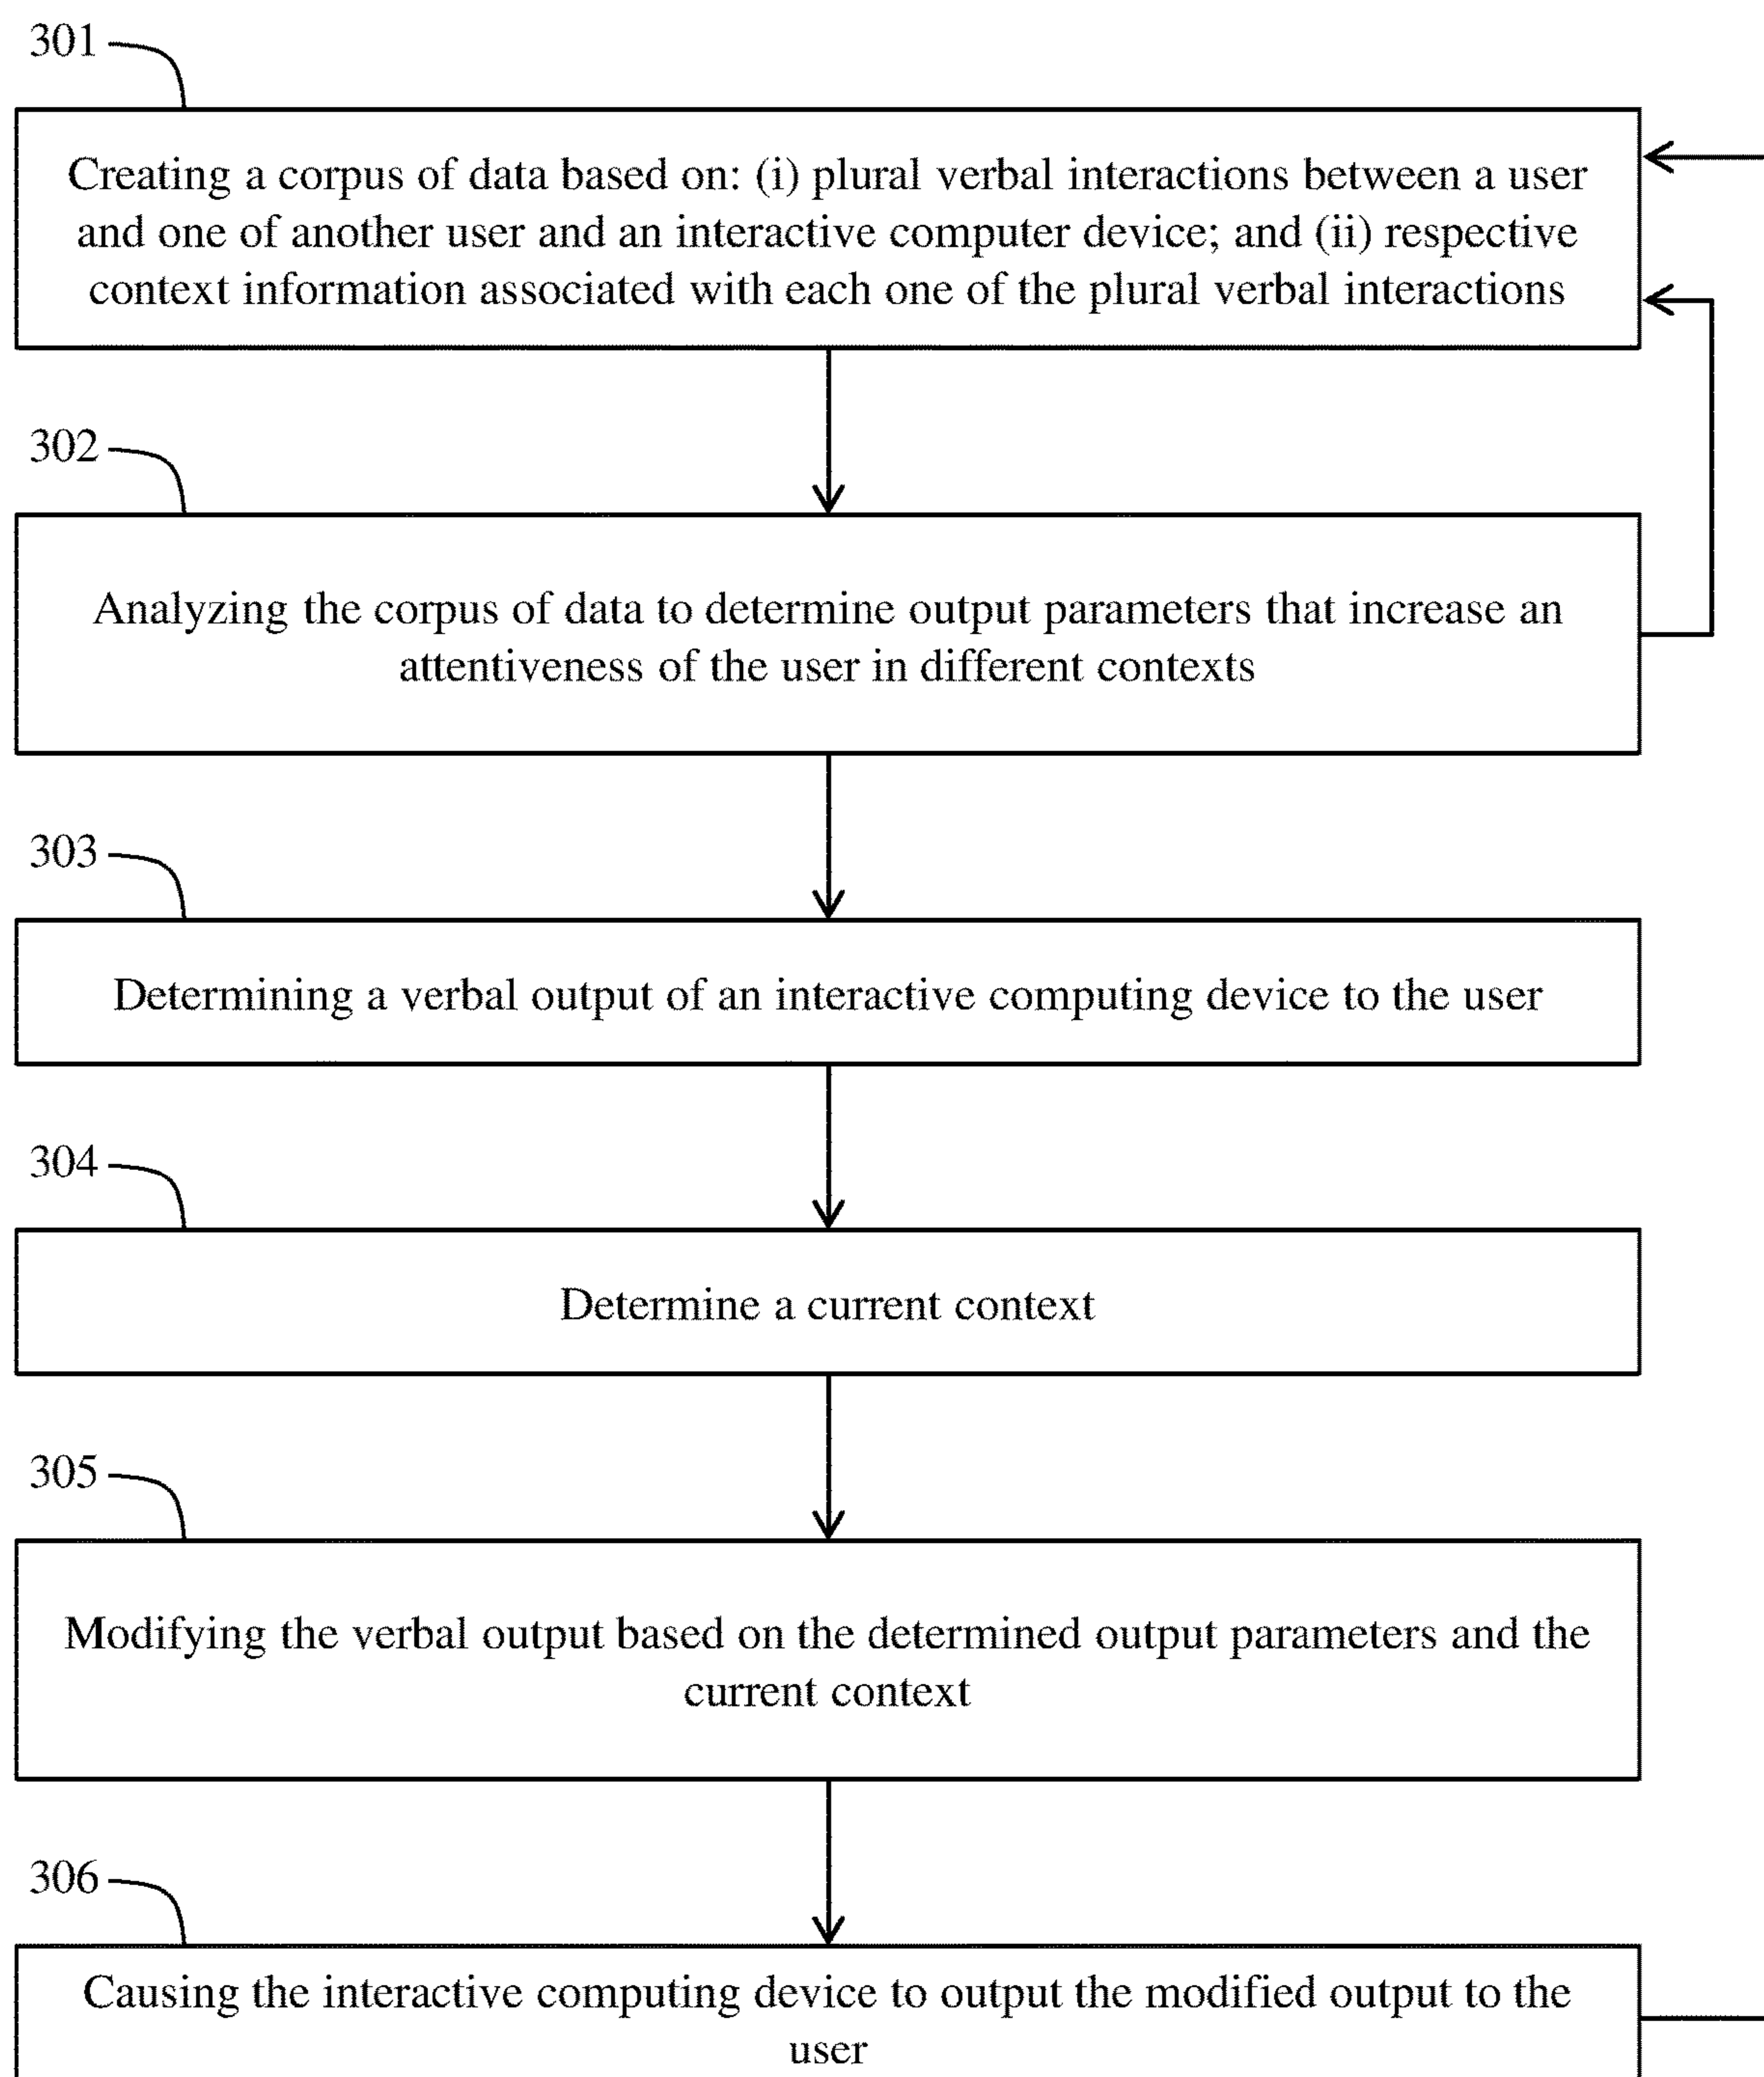 301
Creating a corpus of data based on: (i) plural verbal interactions between a user
and one of another user and an interactive computer device; and (ii) respective
context information associated with each one of the plural verbal interactions
302
Analyzing the corpus of data to determine output parameters that increase an
attentiveness of the user in different contexts
303
Determining a verbal output of an interactive computing device to the user
304
Determine a current context
305
Modifying the verbal output based on the determined output parameters and the
current context
306
Causing the interactive computing device to output the modified output to the
user